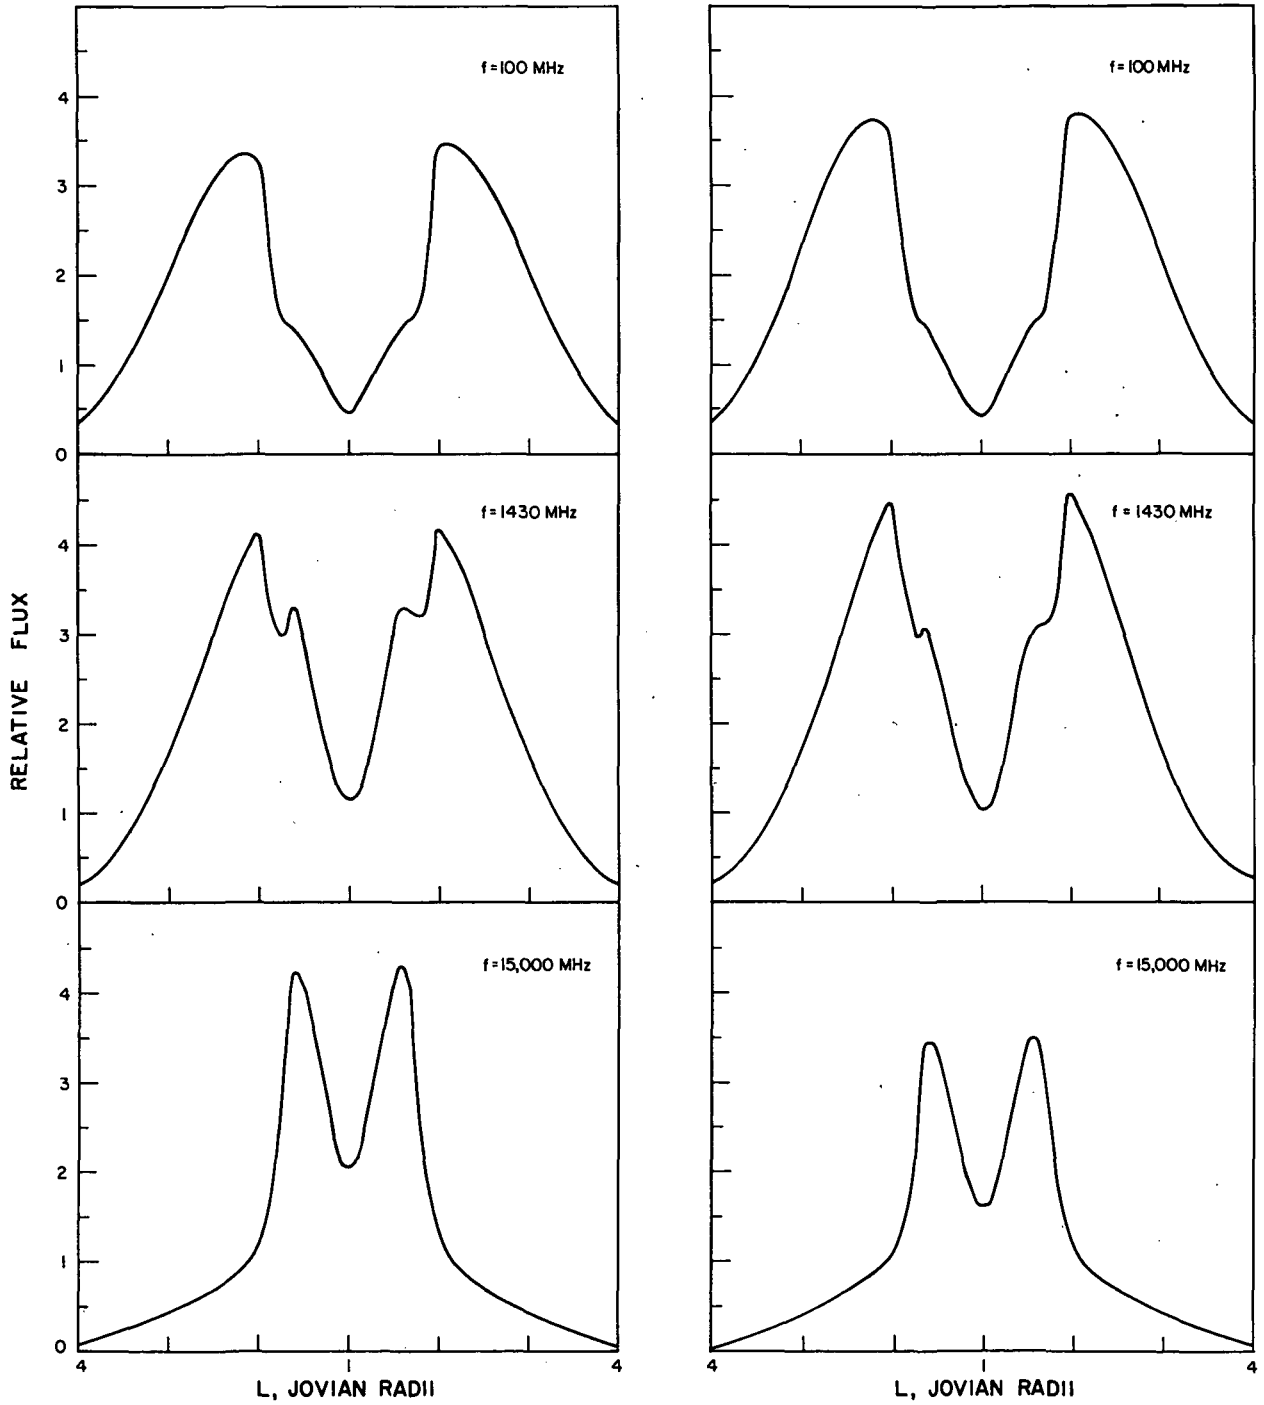 f=100 MHz
4
3
2
1
0
f=1430 MHz
4
3
2
1
0
f=15,000 MHz
4
3
2
1
0
4
1
4
L, JOVIAN RADII
RELATIVE FLUX
f=100 MHz
f=1430 MHz
f=15,000 MHz
4
1
4
L, JOVIAN RADII